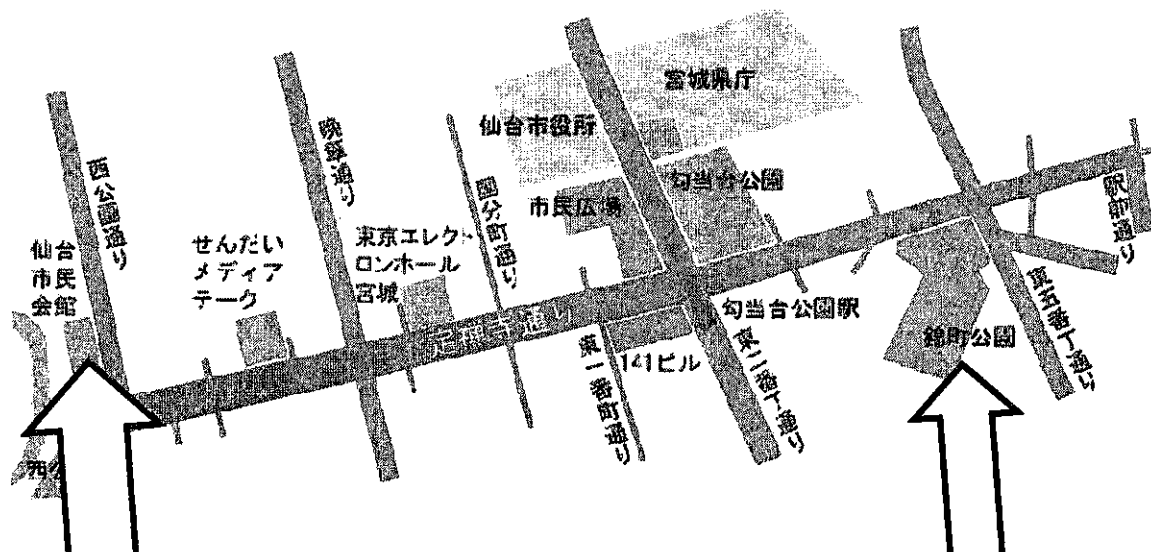 宮城県庁
仙台市役所
勾当台公園
市民広場
西公園通り
晩翠通り
国分町通り
駅前通り
仙台
市民
会館
せんだい
メディア
テーク
東京エレクト
ロンホール
宮城
定禅寺通り
勾当台公園駅
141ビル
東一番町通り
東二番丁通り
東五番丁通り
錦町公園